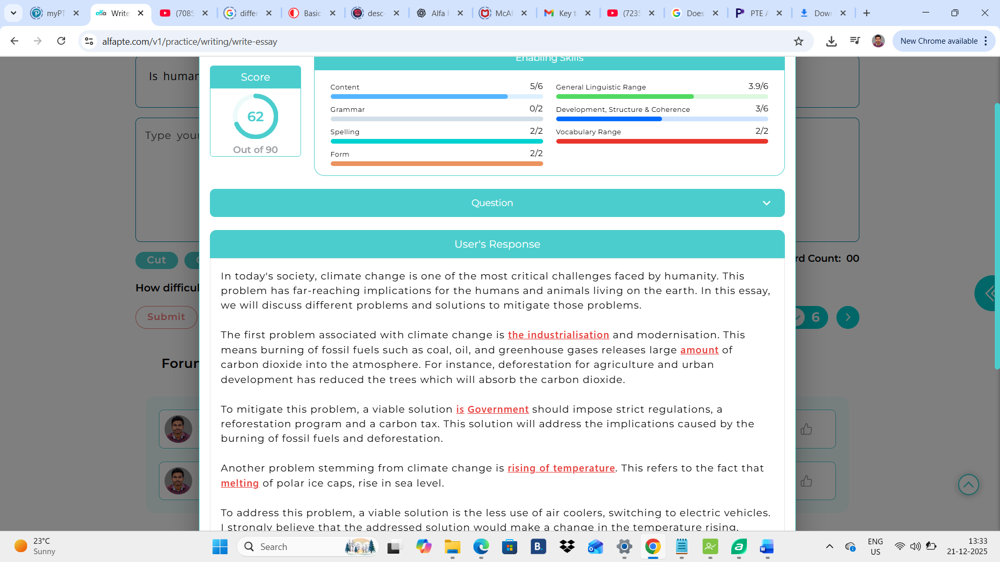 myPT
Write
(7085
differ
Basic
desc-
Alfa
McAf
Key t
(723
Does
PTE
Dow
alfapte.com/v1/practice/writing/write-essay
New Chrome available
Is human
Enabling Skills
Score
62
Out of 90
Content 5/6
General Linguistic Range 3.9/6
Grammar 0/2
Development, Structure & Coherence 3/6
Spelling 2/2
Vocabulary Range 2/2
Form 2/2
Type your
Question
User's Response
Cut
rd Count: 00
How difficul
Submit
6
Forum
In today's society, climate change is one of the most critical challenges faced by humanity. This
problem has far-reaching implications for the humans and animals living on the earth. In this essay,
we will discuss different problems and solutions to mitigate those problems.
The first problem associated with climate change is the industrialisation and modernisation. This
means burning of fossil fuels such as coal, oil, and greenhouse gases releases large amount of
carbon dioxide into the atmosphere. For instance, deforestation for agriculture and urban
development has reduced the trees which will absorb the carbon dioxide.
To mitigate this problem, a viable solution is Government should impose strict regulations, a
reforestation program and a carbon tax. This solution will address the implications caused by the
burning of fossil fuels and deforestation.
Another problem stemming from climate change is rising of temperature. This refers to the fact that
melting of polar ice caps, rise in sea level.
To address this problem, a viable solution is the less use of air coolers, switching to electric vehicles.
I strongly believe that the addressed solution would make a change in the temperature rising.
23°C
Sunny
Search
B.
ENG
US
13:33
21-12-2025